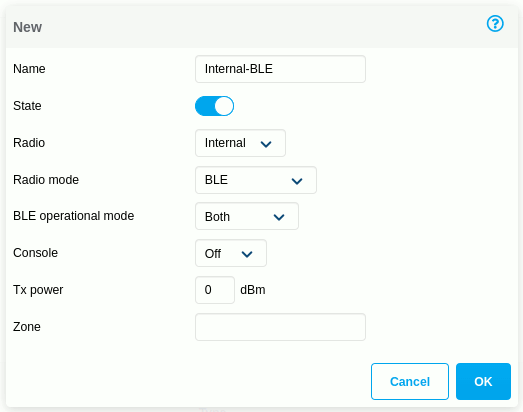 New ?
Name Internal-BLE
State
Radio Internal
Radio mode BLE
BLE operational mode Both
Console Off
Tx power 0 dBm
Zone
Cancel OK